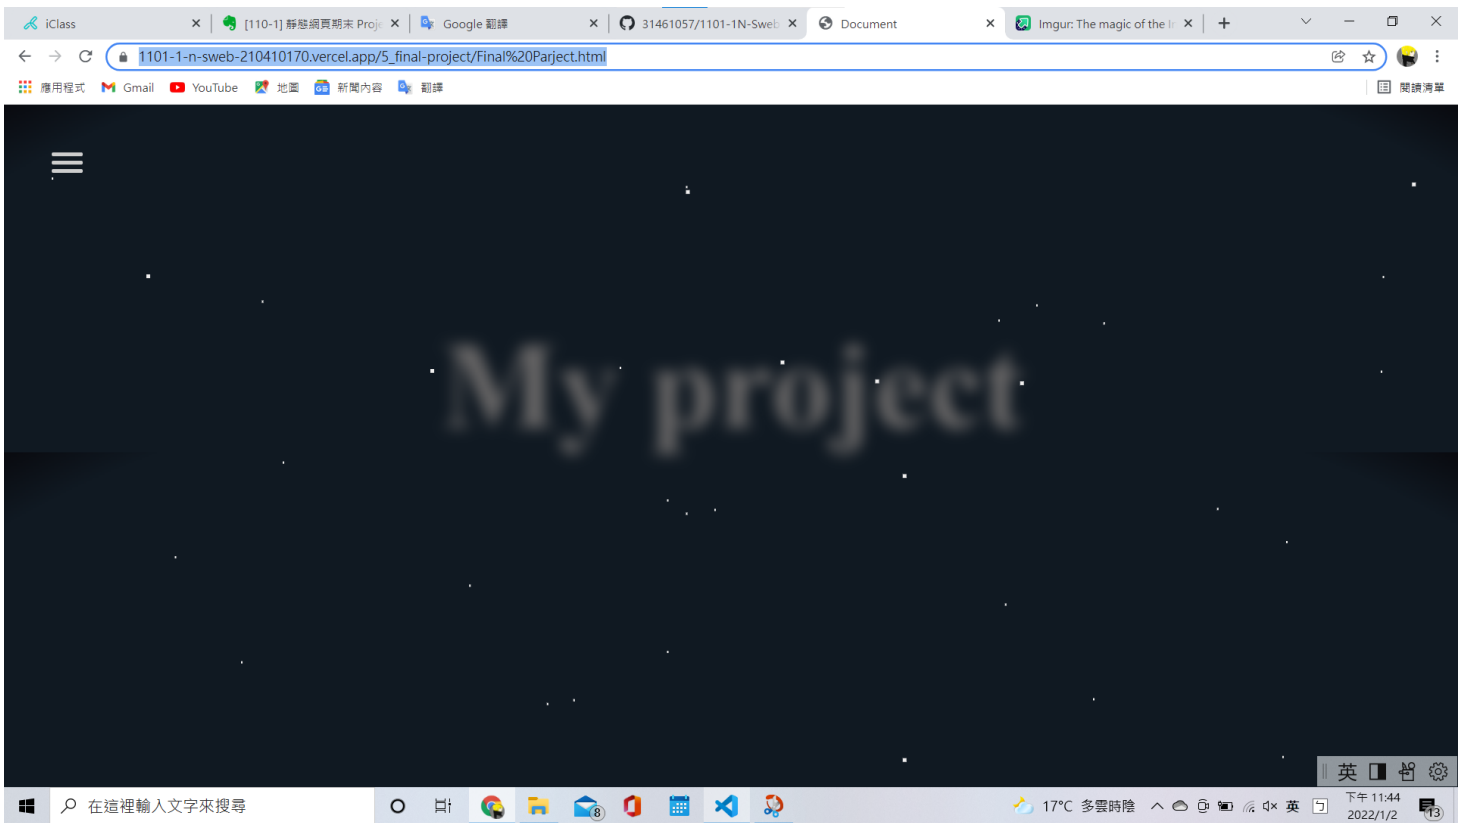 iClass
[110-1] 靜態網頁期末 Proje
Google 翻譯
31461057/1101-1N-Sweb
Document
Imgur: The magic of the In
1101-1-n-sweb-210410170.vercel.app/5_final-project/Final%20Parject.html
應用程式
Gmail
YouTube
地圖
新聞內容
翻譯
閱讀清單
My project
英
在這裡輸入文字來搜尋
8
17°C 多雲時陰
英
ㄅ
下午 11:44
2022/1/2
13